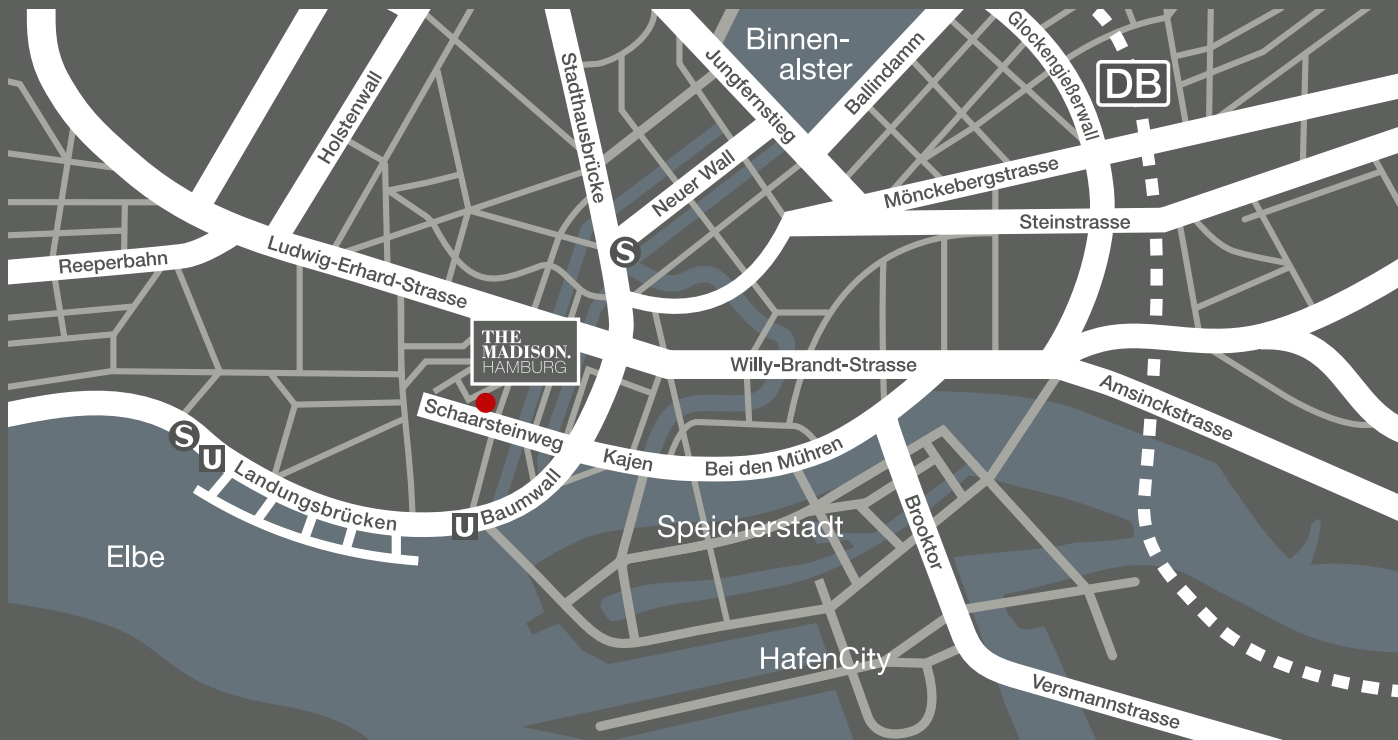 Binnen-
alster
Glockengießerwall
DB
Jungfernstieg
Ballindamm
Holstenwall
Stadthausbrücke
Neuer Wall
Mönckebergstrasse
Steinstrasse
S
Reeperbahn
Ludwig-Erhard-Strasse
THE
MADISON.
HAMBURG
Willy-Brandt-Strasse
Amsinckstrasse
Schaarsteinweg
Kajen
Bei den Mühren
S
U
Landungsbrücken
U
Baumwall
Speicherstadt
Brooktor
Elbe
HafenCity
Versmannstrasse